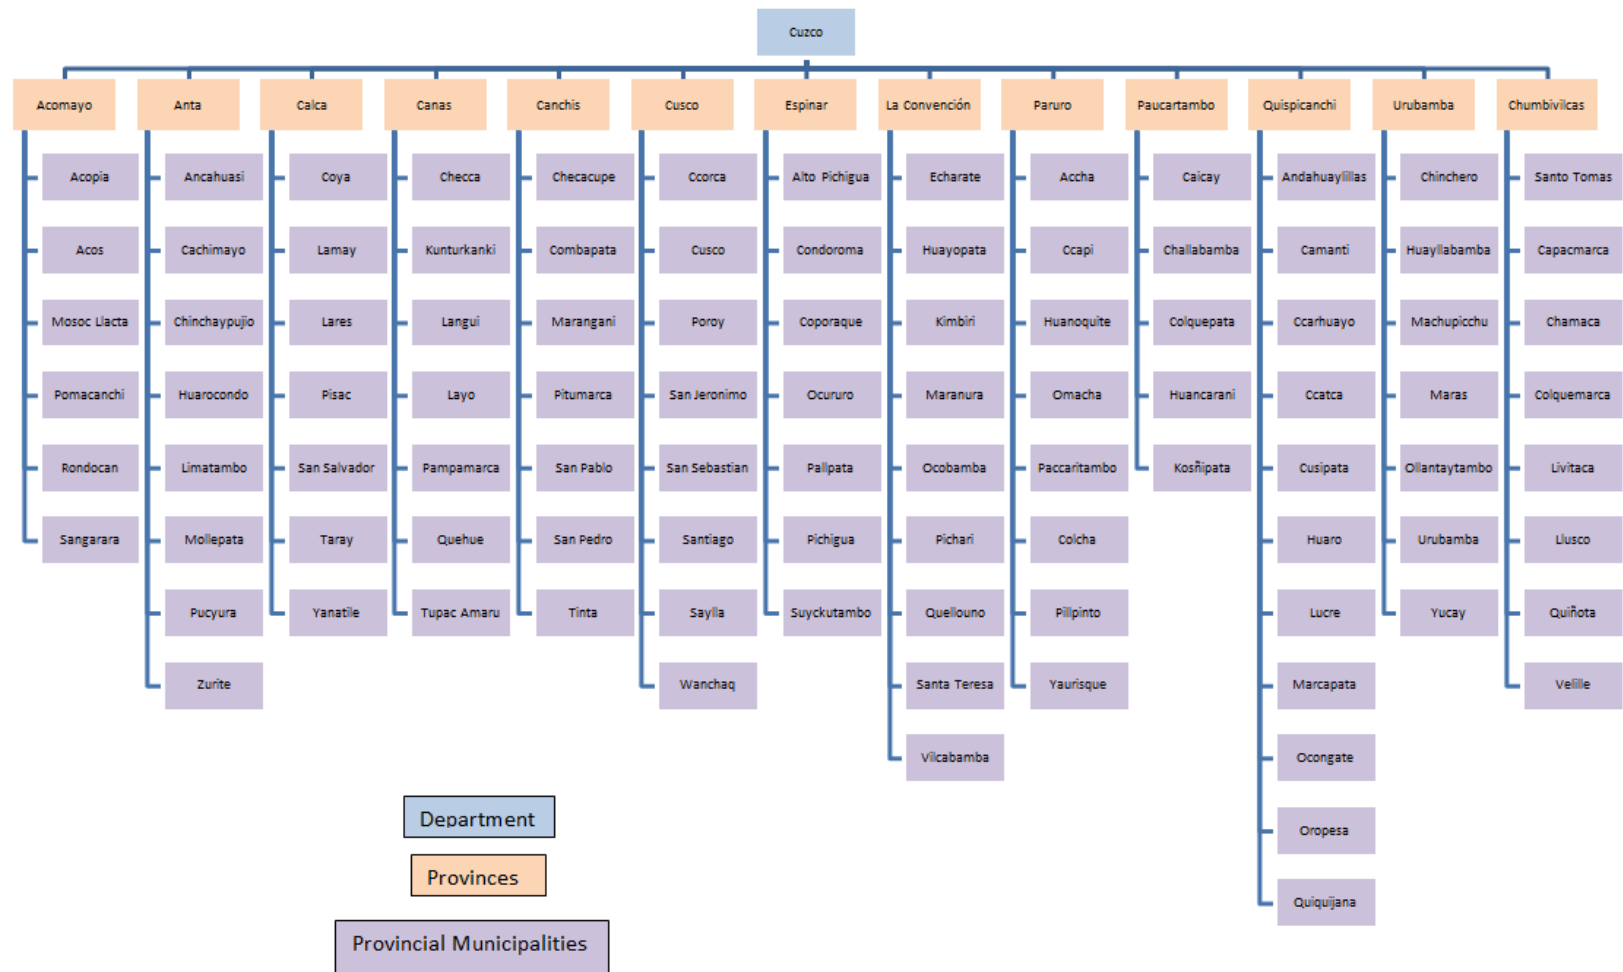 Cuzco
Acomayo
Anta
Calca
Canas
Canchis
Cusco
Espinar
La Convención
Paruro
Paucartambo
Quispicanchi
Urubamba
Chumbivilcas
Acopia
Ancahuasi
Coya
Checca
Checacupe
Ccorca
Alto Pichigua
Echarate
Accha
Caicay
Andahuaylillas
Chinchero
Santo Tomas
Acos
Cachimayo
Lamay
Kunturkanki
Combapata
Cusco
Condoroma
Huayopata
Ccapi
Challabamba
Camanti
Huayllabamba
Capacmarca
Mosoc Llacta
Chinchaypujio
Lares
Langui
Marangani
Poroy
Coporaque
Kimbiri
Huanoquite
Colquepata
Ccarhuayo
Machupicchu
Chamaca
Pomacanchi
Huarocondo
Pisac
Layo
Pitumarca
San Jeronimo
Ocururo
Maranura
Omacha
Huancarani
Ccatca
Maras
Colquemarca
Rondocan
Limatambo
San Salvador
Pampamarca
San Pablo
San Sebastian
Pallpata
Ocobamba
Paccaritambo
Kosñipata
Cusipata
Ollantaytambo
Livitaca
Sangarara
Mollepata
Taray
Quehue
San Pedro
Santiago
Pichigua
Pichari
Colcha
Huaro
Urubamba
Llusco
Pucyura
Yanatile
Tupac Amaru
Tinta
Saylla
Suyckutambo
Quellouno
Pillpinto
Lucre
Yucay
Quiñota
Zurite
Wanchaq
Santa Teresa
Yaurisque
Marcapata
Velille
Vilcabamba
Ocongate
Oropesa
Quiquijana
Department
Provinces
Provincial Municipalities